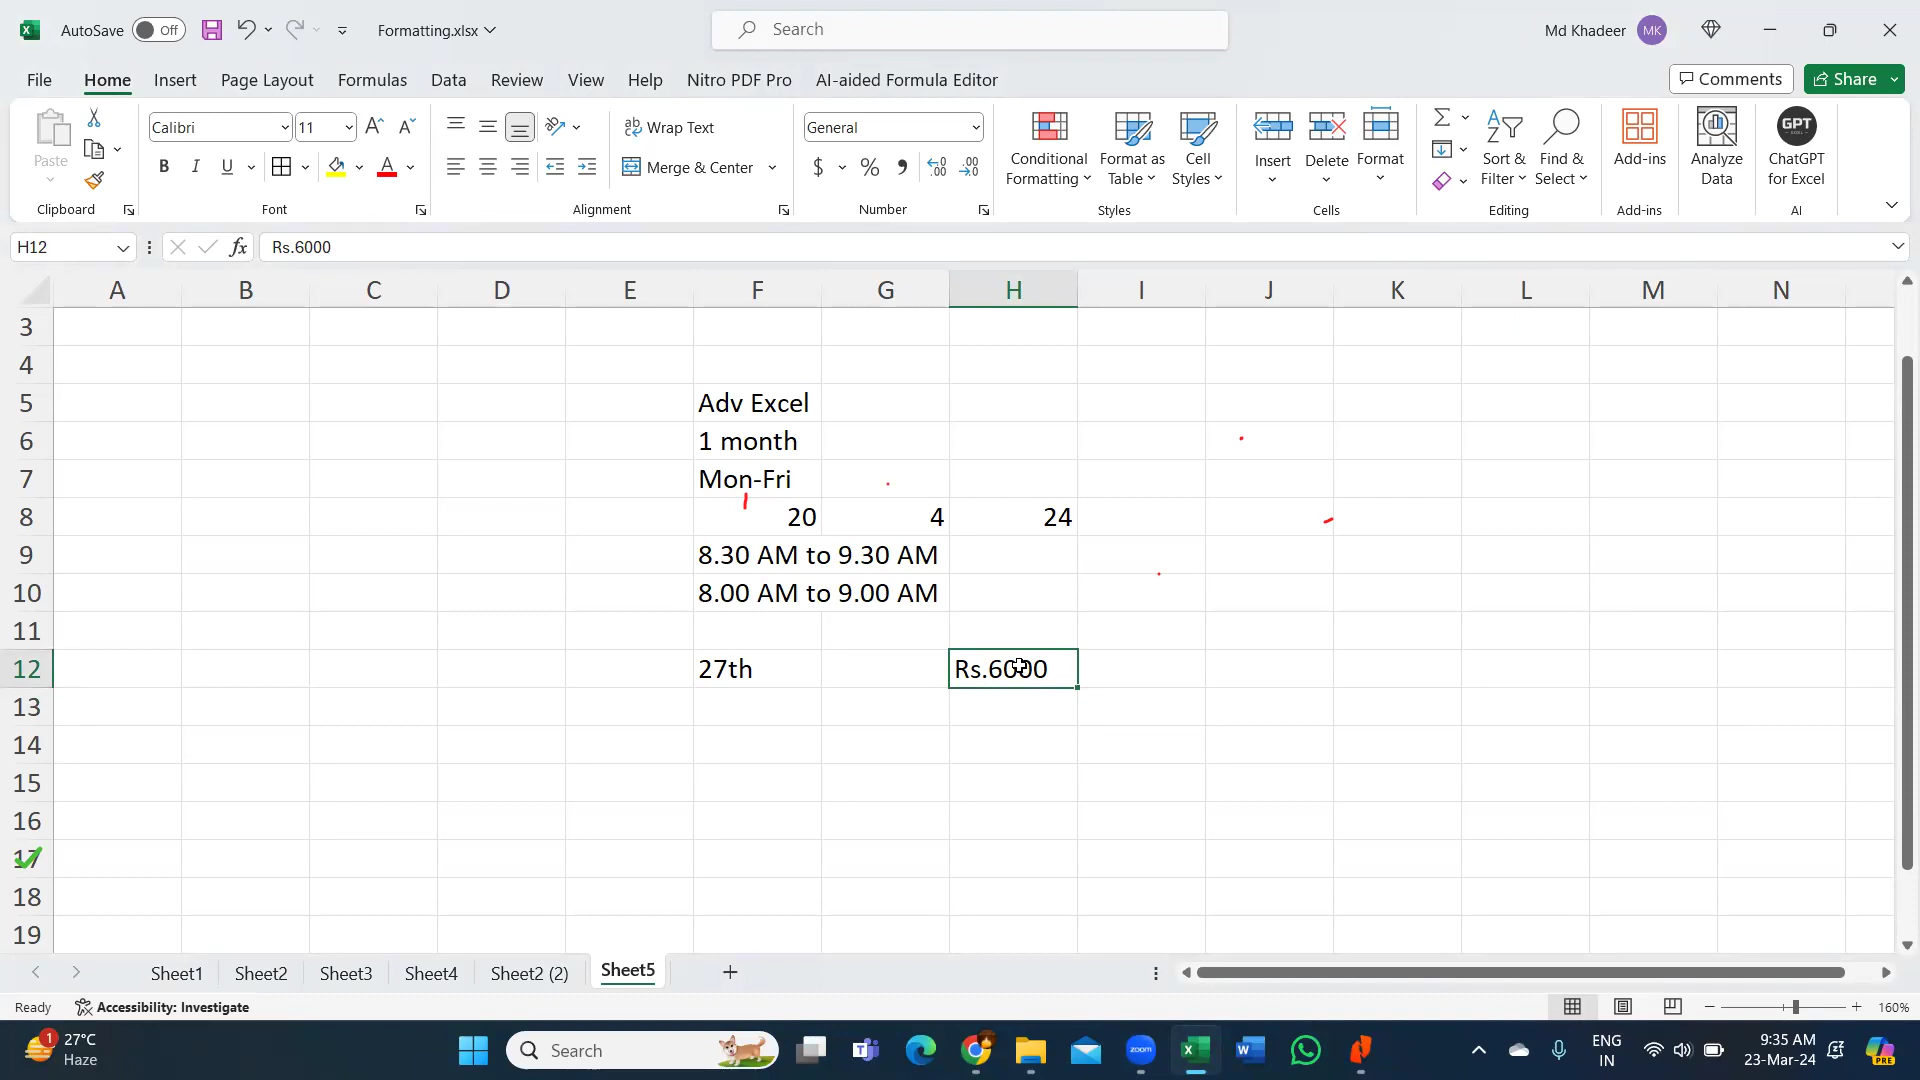 AutoSave Off Formatting.xlsx Search Md Khadeer MK
File Home Insert Page Layout Formulas Data Review View Help Nitro PDF Pro AI-aided Formula Editor Comments Share
Paste Calibri 11 Wrap Text General Conditional Formatting Format as Table Cell Styles Insert Delete Format Sort & Filter Find & Select Add-ins Analyze Data GPT ChatGPT for Excel
B I U Merge & Center $ %
Clipboard Font Alignment Number Styles Cells Editing Add-ins AI
H12 fx Rs.6000
A B C D E F G H I J K L M N
3
4
5 Adv Excel
6 1 month
7 Mon-Fri
8 20 4 24
9 8.30 AM to 9.30 AM
10 8.00 AM to 9.00 AM
11
12 27th Rs.6000
13
14
15
16
17
18
19
Sheet1 Sheet2 Sheet3 Sheet4 Sheet2 (2) Sheet5
Ready Accessibility: Investigate 160%
1 27°C Haze Search zoom ENG IN 9:35 AM 23-Mar-24 PRE